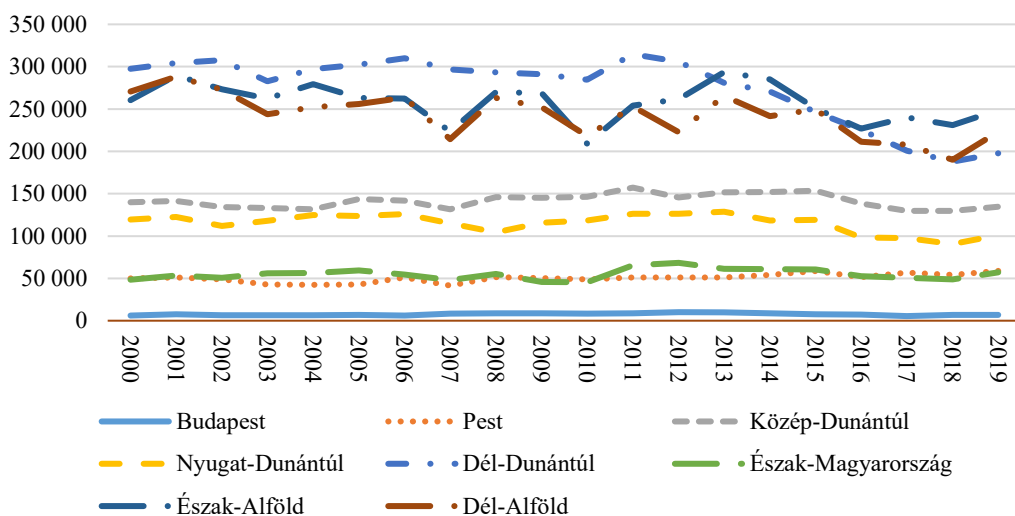 350 000
300 000
250 000
200 000
150 000
100 000
50 000
0
2000 2001 2002 2003 2004 2005 2006 2007 2008 2009 2010 2011 2012 2013 2014 2015 2016 2017 2018 2019
Budapest Pest Közép-Dunántúl
Nyugat-Dunántúl Dél-Dunántúl Észak-Magyarország
Észak-Alföld Dél-Alföld